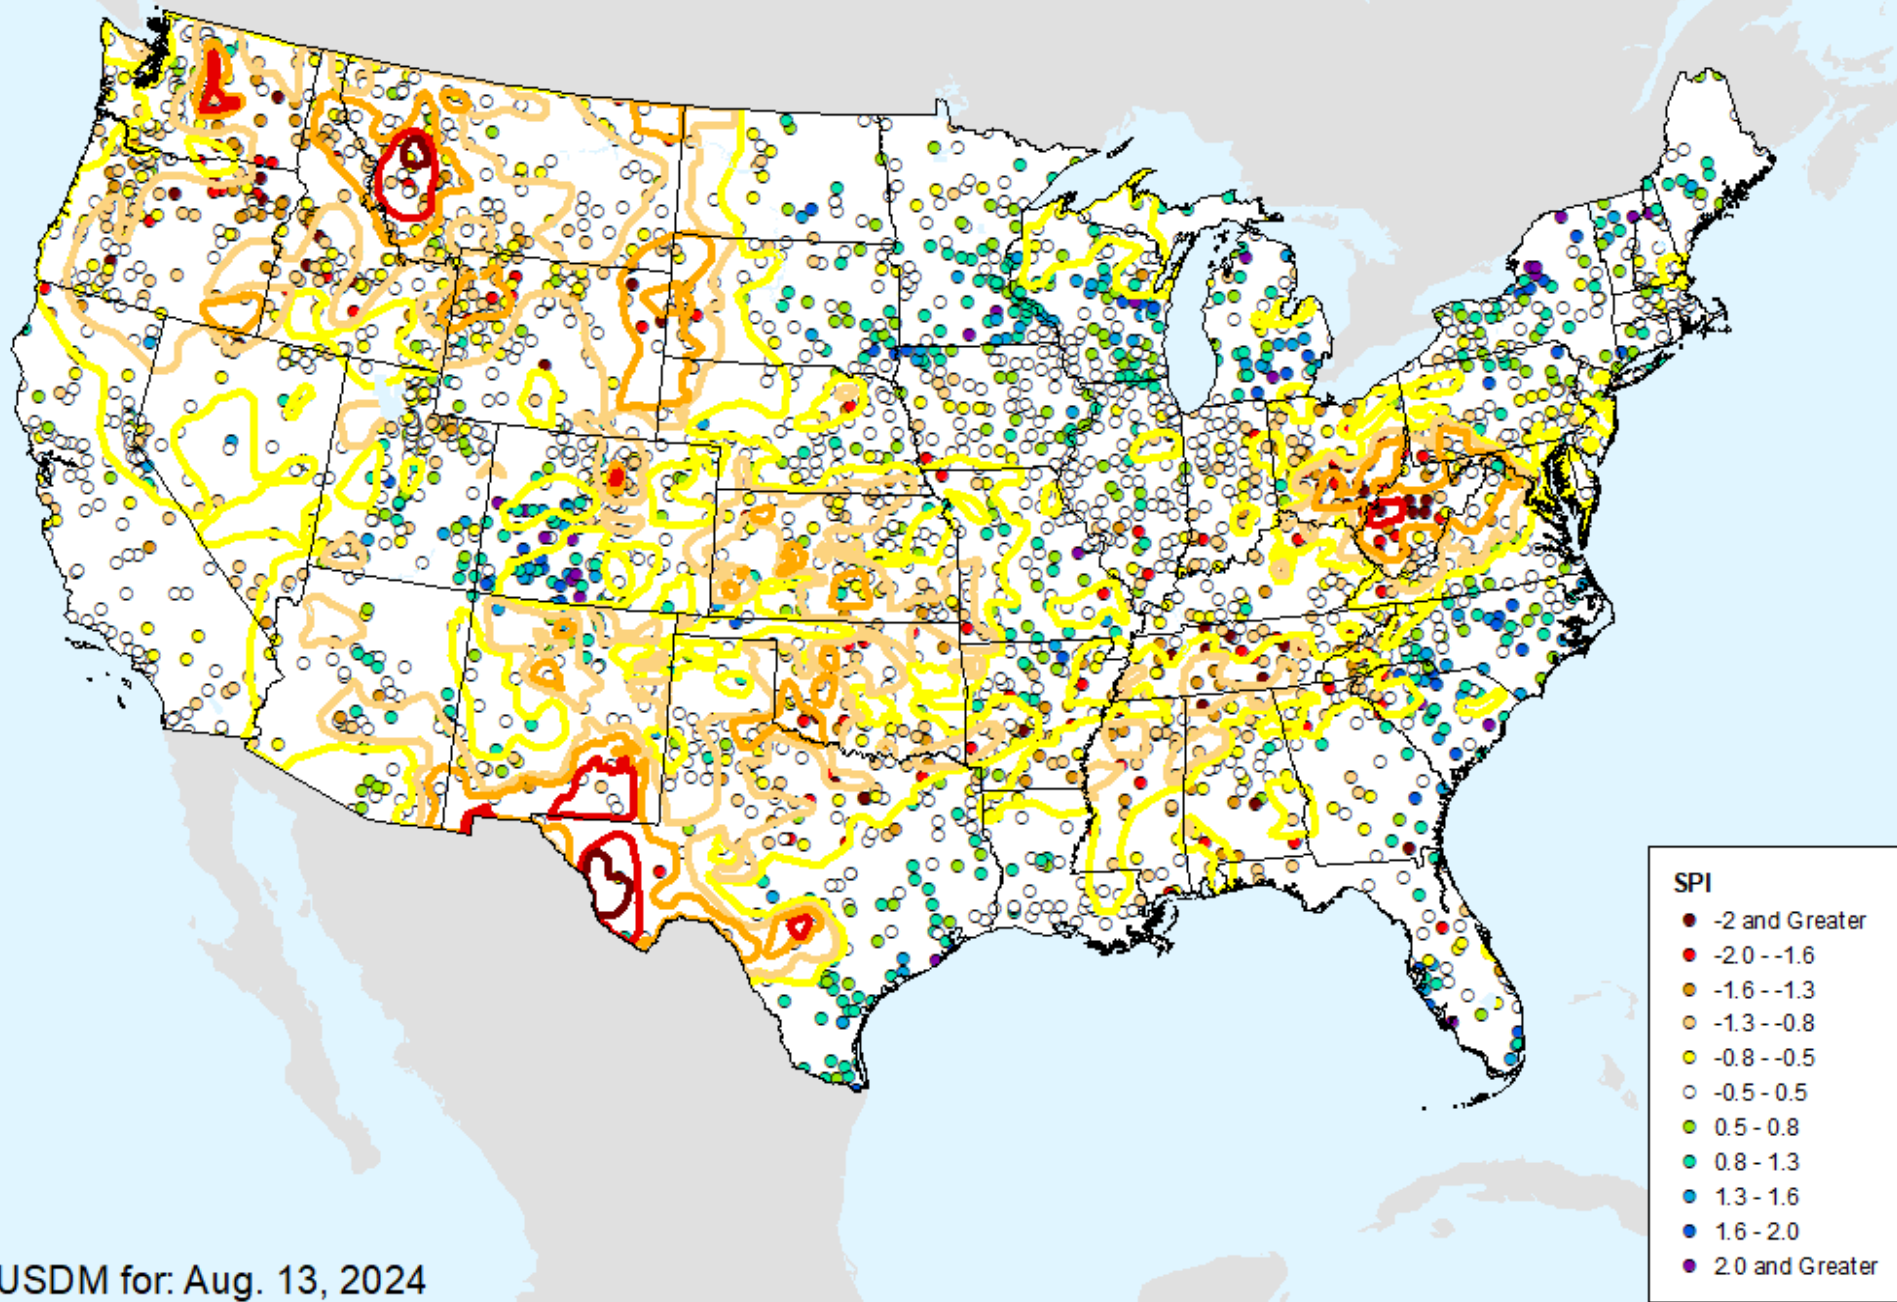 SPI
-2 and Greater
-2.0 - -1.6
-1.6 - -1.3
-1.3 - -0.8
-0.8 - -0.5
-0.5 - 0.5
0.5 - 0.8
0.8 - 1.3
1.3 - 1.6
1.6 - 2.0
2.0 and Greater
USDM for: Aug. 13, 2024